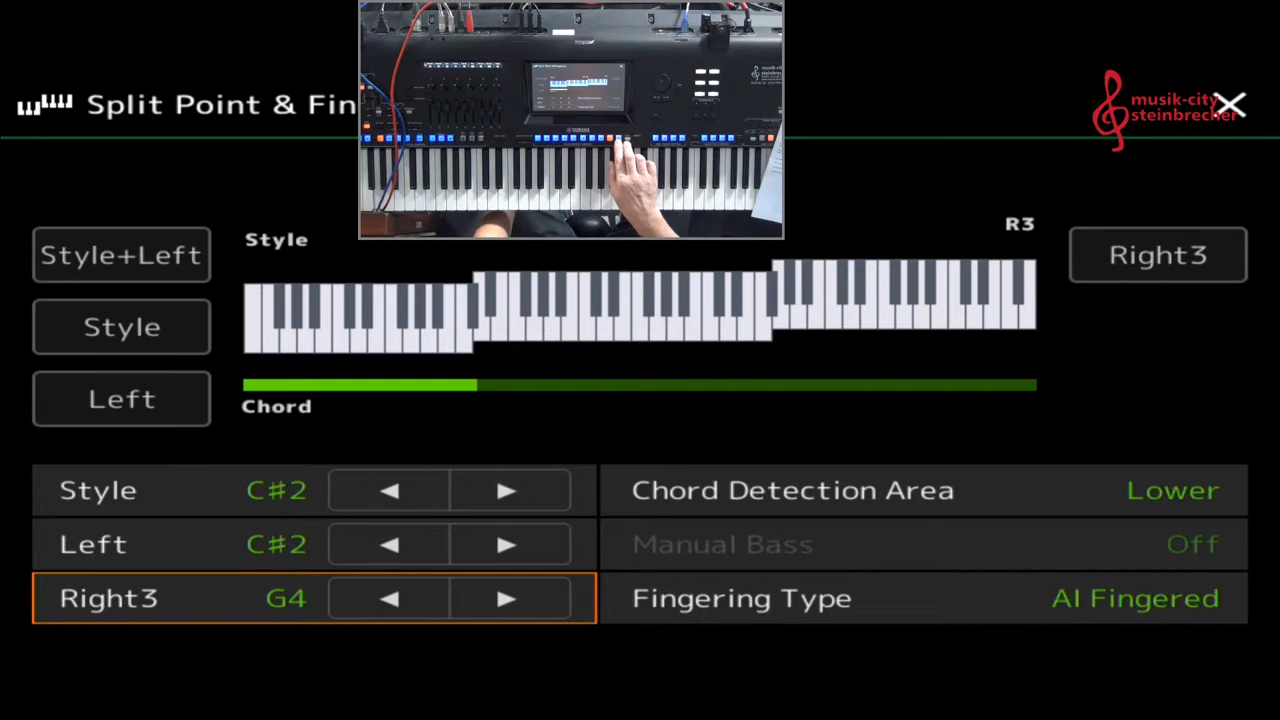 Split Point & Fin
musik-city
steinbrecher
Style+Left
Style
Left
Style
R3
Right3
Chord
Style C#2
Left C#2
Right3 G4
Chord Detection Area Lower
Manual Bass Off
Fingering Type AI Fingered
YAMAHA